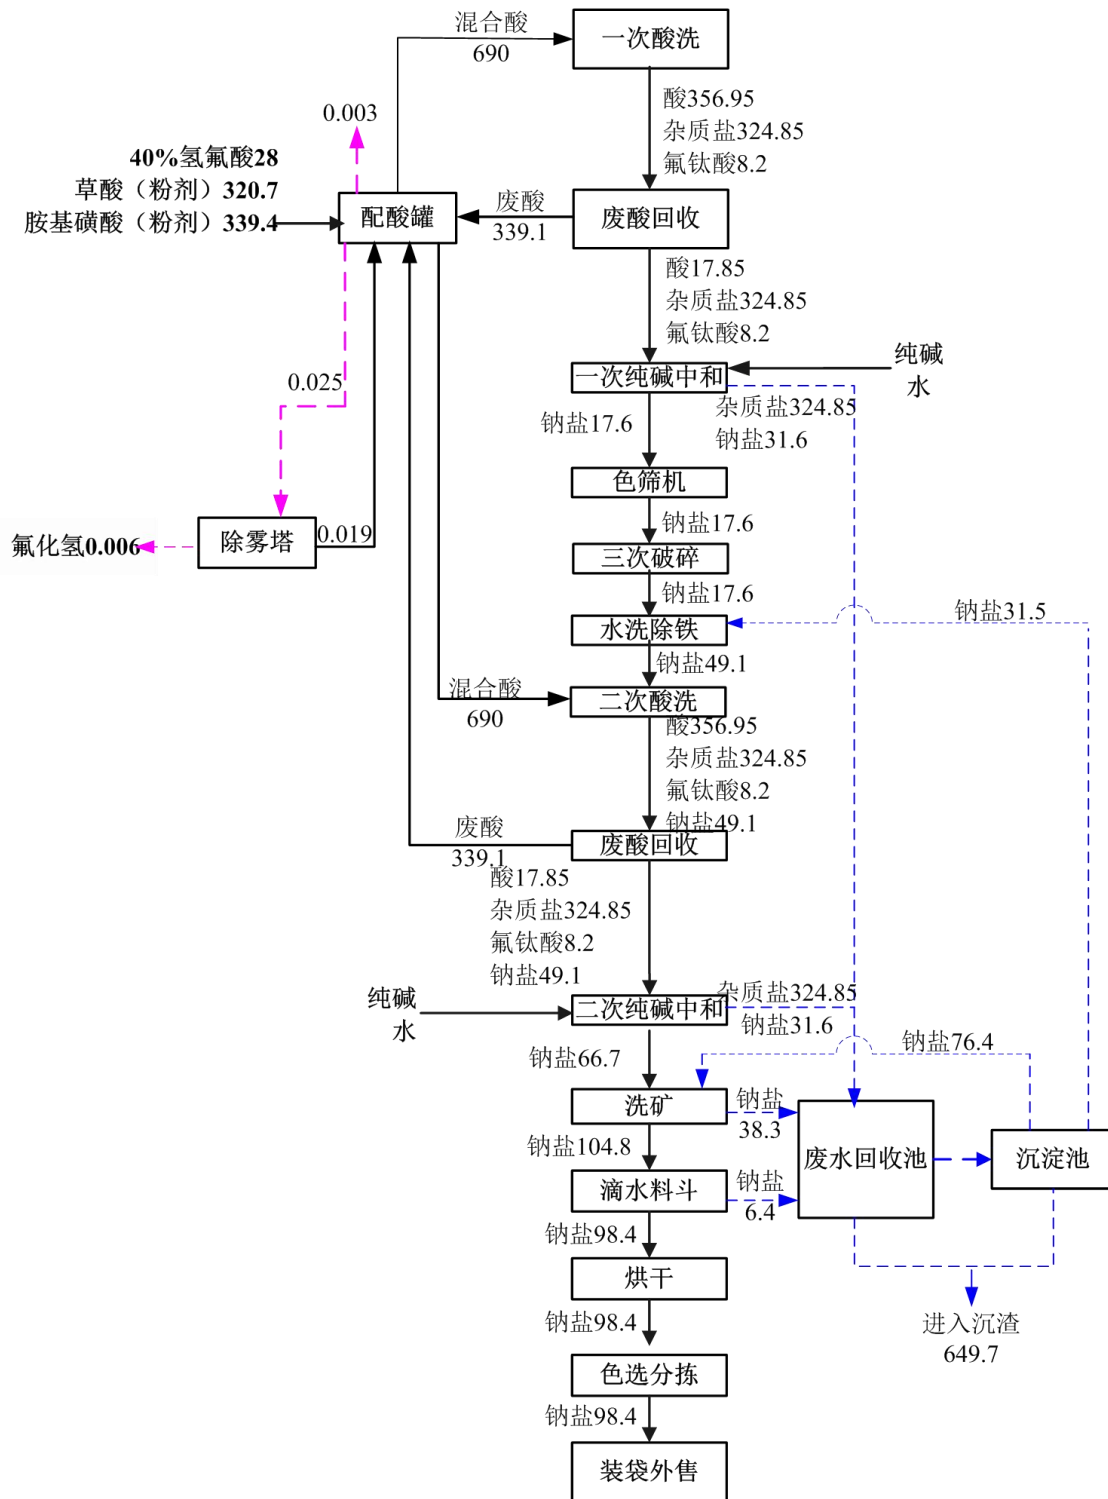 混合酸
690
一次酸洗
酸356.95
杂质盐324.85
氟钛酸8.2
0.003
40%氢氟酸28
草酸（粉剂）320.7
胺基磺酸（粉剂）339.4
配酸罐
废酸
339.1
废酸回收
酸17.85
杂质盐324.85
氟钛酸8.2
纯碱
水
一次纯碱中和
0.025
杂质盐324.85
钠盐31.6
钠盐17.6
色筛机
钠盐17.6
氟化氢0.006
除雾塔
0.019
三次破碎
钠盐17.6
钠盐31.5
水洗除铁
钠盐49.1
混合酸
690
二次酸洗
酸356.95
杂质盐324.85
氟钛酸8.2
钠盐49.1
废酸
339.1
废酸回收
酸17.85
杂质盐324.85
氟钛酸8.2
钠盐49.1
纯碱
水
二次纯碱中和
杂质盐324.85
钠盐31.6
钠盐76.4
钠盐66.7
洗矿
钠盐
38.3
钠盐104.8
废水回收池
沉淀池
滴水料斗
钠盐
6.4
钠盐98.4
烘干
钠盐98.4
进入沉渣
649.7
色选分拣
钠盐98.4
装袋外售